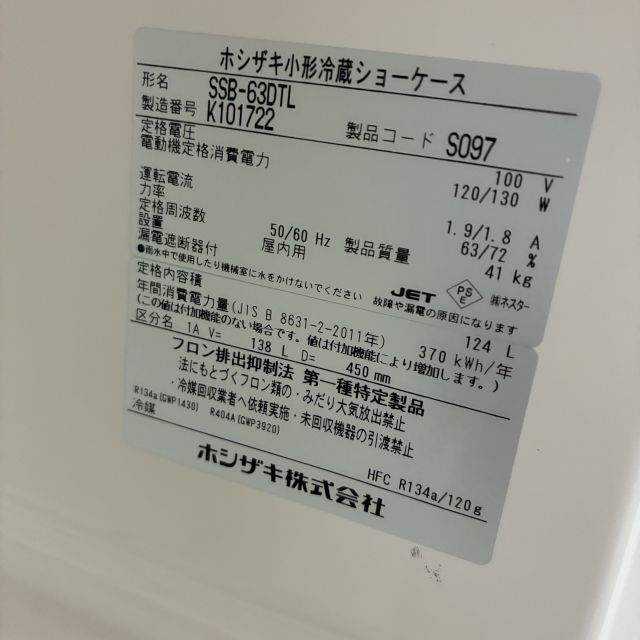 ホシザキ小形冷蔵ショーケース
形名 SSB-63DTL
製造番号 K101722 製品コード S097
定格電圧 100 V
電動機定格消費電力 120/130 W
運転電流 1.9/1.8 A
力率 63/72 %
定格周波数 50/60 Hz 製品質量 41 kg
設置 屋内用
漏電遮断器付 JET PSE ㈱ネスター
●雨水中で使用したり機械室に水をかけないでください 故障や漏電の原因になります
定格内容積 124 L
年間消費電力量(JIS B 8631-2-2011年) 370 kWh/年
(この値は付加機能のない場合です。値は付加機能により増加します。)
区分名 1A V= 138 L D= 450 mm
フロン排出抑制法 第一種特定製品
法にもとづくフロン類の・みだり大気放出禁止
・冷媒回収業者へ依頼実施・未回収機器の引渡禁止
R134a(GWP1430) R404A(GWP3920)
冷媒 HFC R134a/120g
ホシザキ株式会社